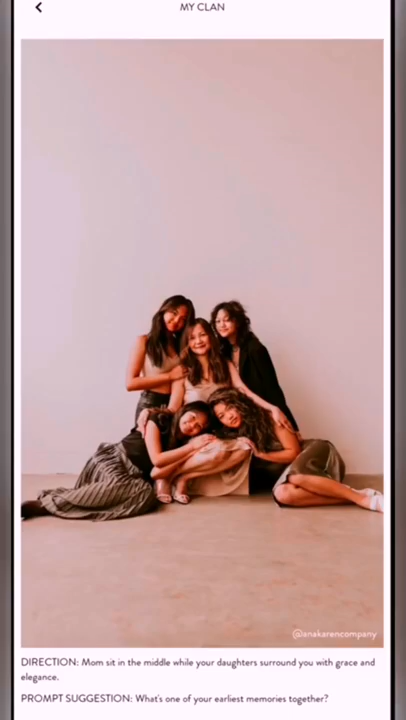 MY CLAN
@anakarencompany
DIRECTION: Mom sit in the middle while your daughters surround you with grace and
elegance.
PROMPT SUGGESTION: What's one of your earliest memories together?